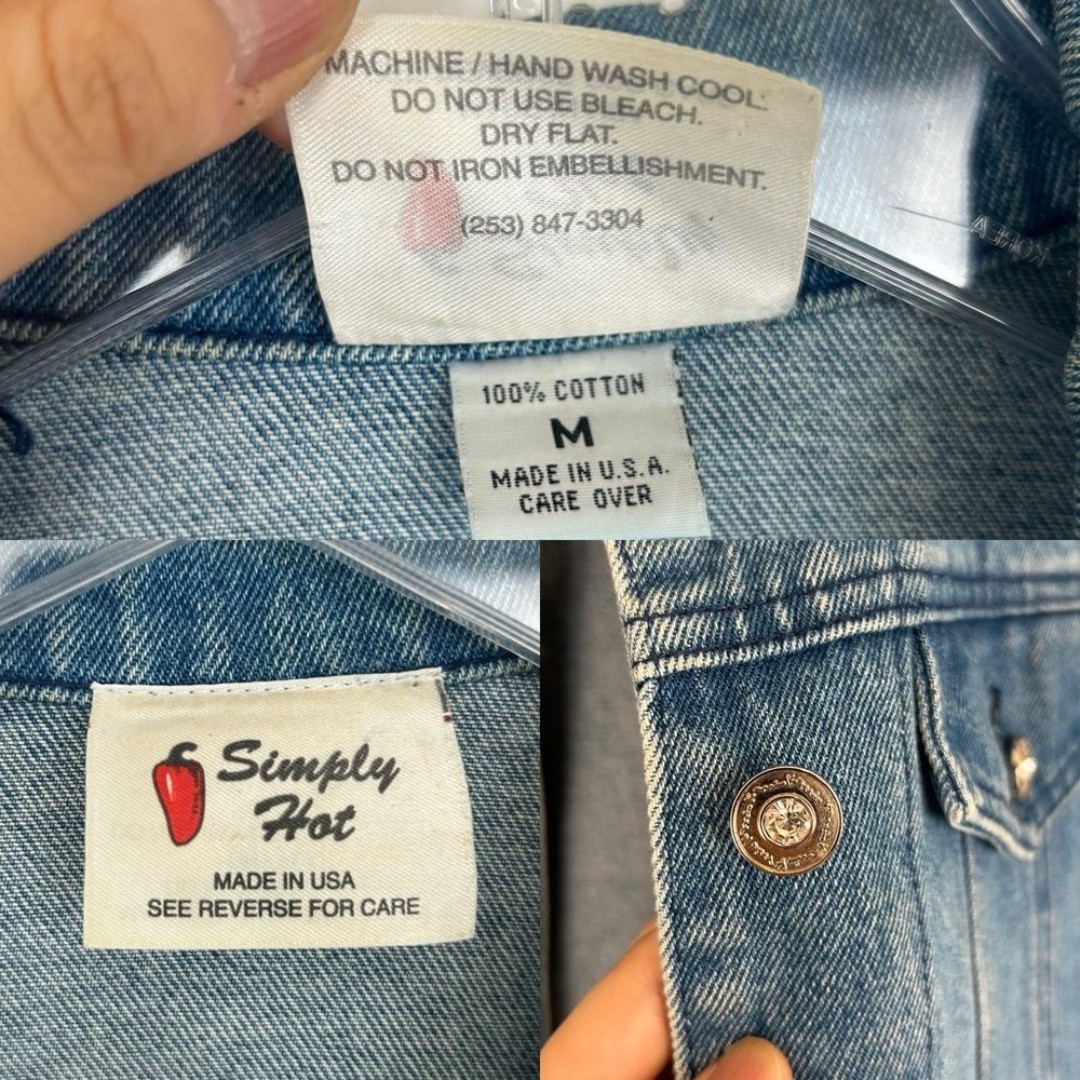 MACHINE / HAND WASH COOL.
DO NOT USE BLEACH.
DRY FLAT.
DO NOT IRON EMBELLISHMENT.
(253) 847-3304
100% COTTON
M
MADE IN U.S.A.
CARE OVER
Simply
Hot
MADE IN USA
SEE REVERSE FOR CARE